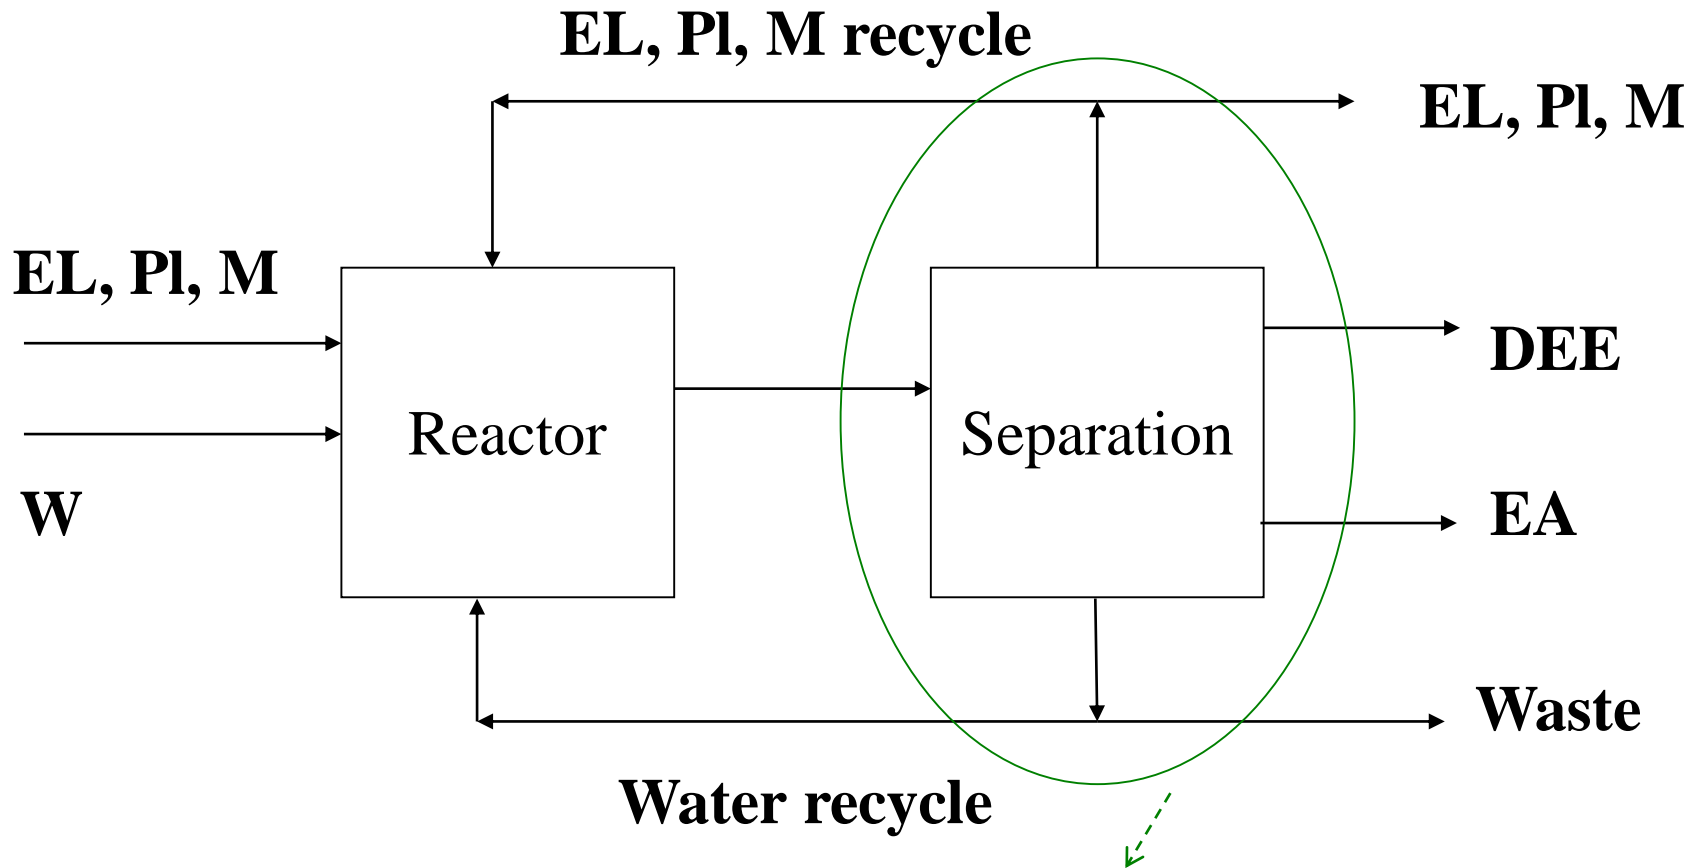 EL, Pl, M recycle
EL, Pl, M
EL, Pl, M
DEE
Reactor
Separation
W
EA
Waste
Water recycle